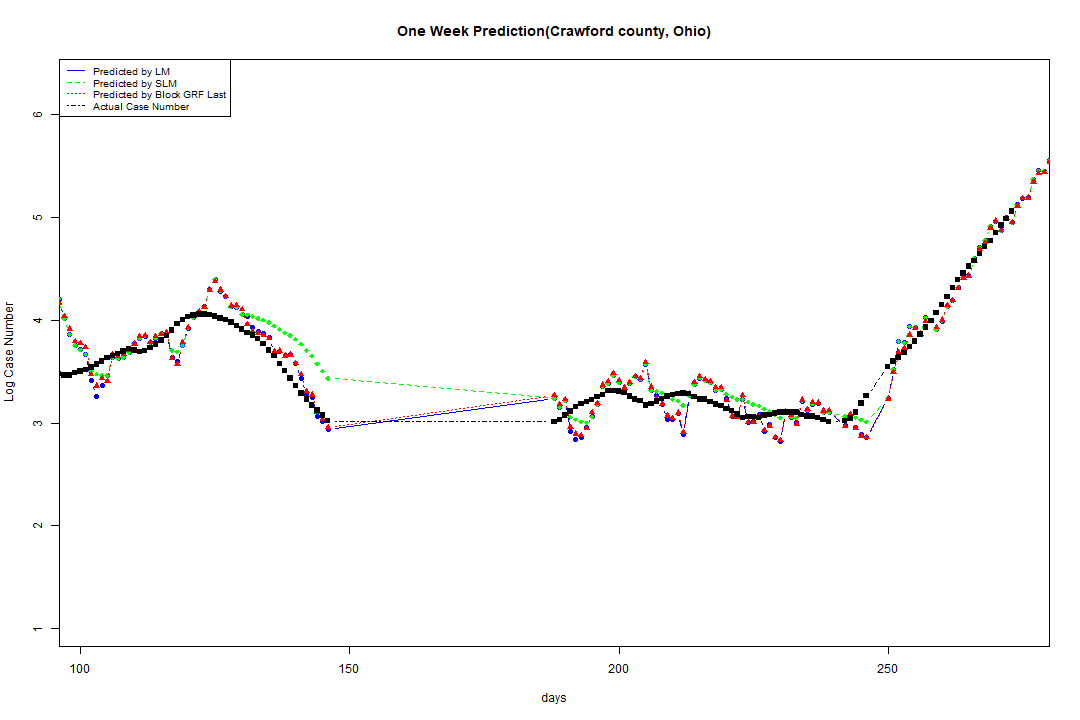 One Week Prediction(Crawford county, Ohio)
Predicted by LM
Predicted by SLM
Predicted by Block GRF Last
Actual Case Number
Log Case Number
6
5
4
3
2
1
100 150 200 250
days